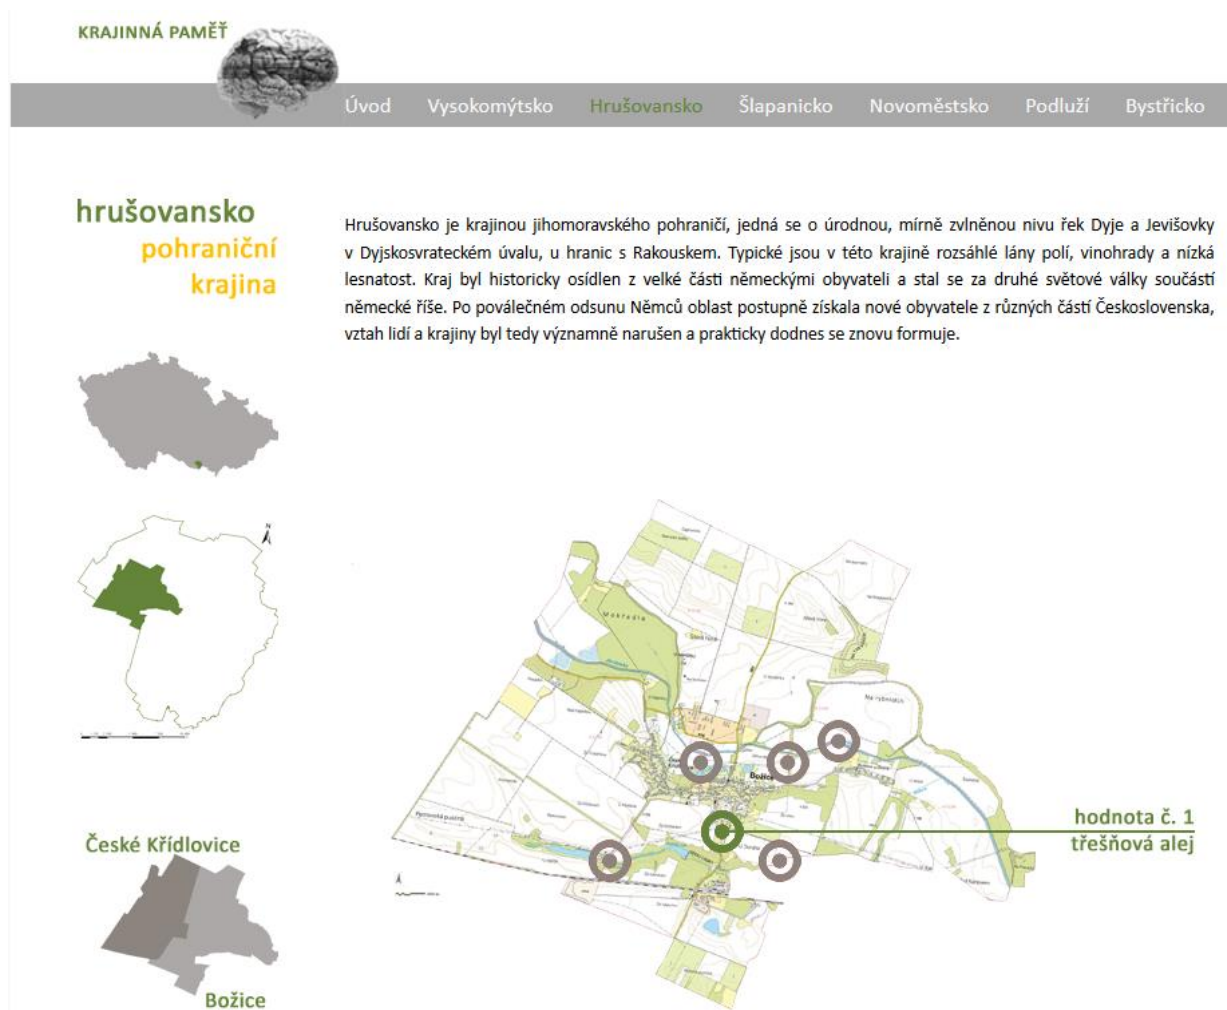 KRAJINNÁ PAMĚŤ
Úvod Vysokomýtsko Hrušovansko Šlapanicko Novoměstsko Podluží Bystřicko
hrušovansko
pohraniční
krajina
Hrušovansko je krajinou jihomoravského pohraničí, jedná se o úrodnou, mírně zvlněnou nivu řek Dyje a Jevišovky
v Dyjskosvrateckém úvalu, u hranic s Rakouskem. Typické jsou v této krajině rozsáhlé lány polí, vinohrady a nízká
lesnatost. Kraj byl historicky osídlen z velké části německými obyvateli a stal se za druhé světové války součástí
německé říše. Po poválečném odsunu Němců oblast postupně získala nové obyvatele z různých částí Československa,
vztah lidí a krajiny byl tedy významně narušen a prakticky dodnes se znovu formuje.
N
Mokradla
Na rybnících
Božice
hodnota č. 1
třešňová alej
České Křídlovice
Božice